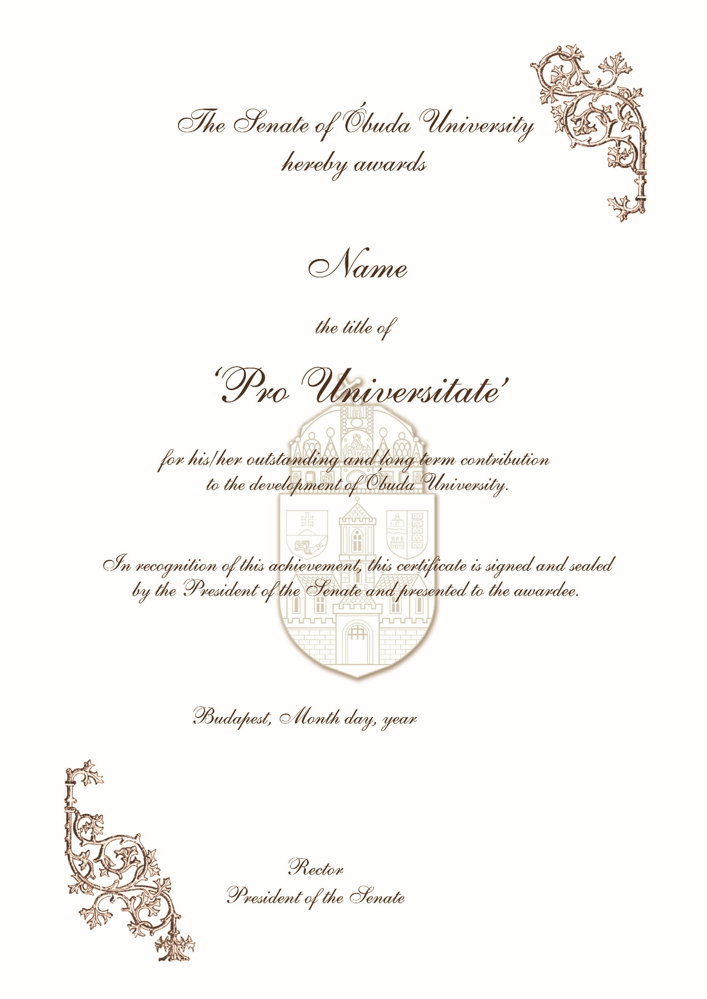 The Senate of Óbuda University
hereby awards
Name
the title of
‘Pro Universitate’
for his/her outstanding and long term contribution
to the development of Óbuda University.
In recognition of this achievement, this certificate is signed and sealed
by the President of the Senate and presented to the awardee.
Budapest, Month day, year
Rector
President of the Senate